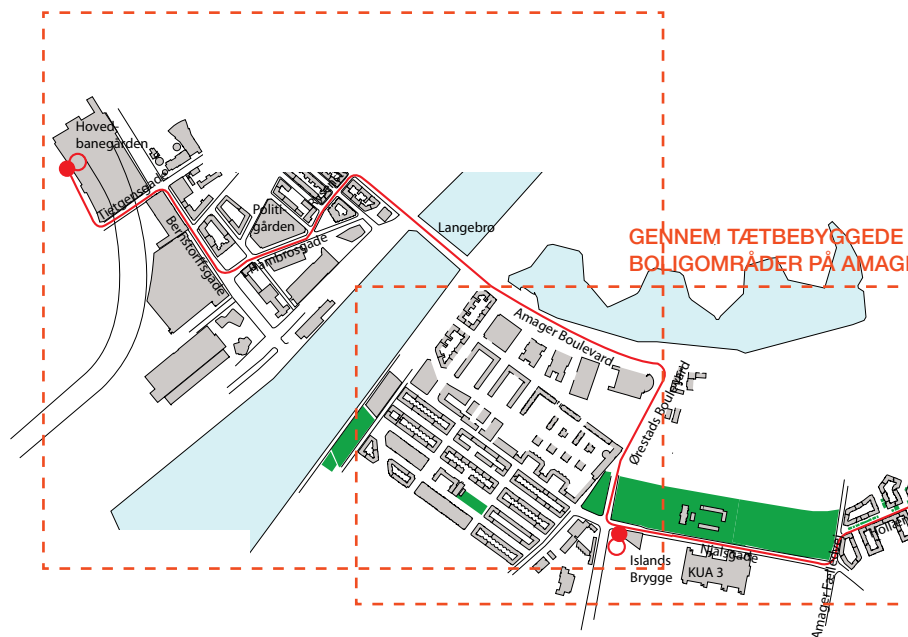 Hoved-
banegården
Tietgensgade
Bernstorffsgade
Politi
gården
Hambrosgade
Langebro
GENNEM TÆTBEBYGGEDE
BOLIGOMRÅDER PÅ AMAG
Amager Boulevard
Ørestads Boulevard
Islands
Brygge
Njalsgade
KUA 3
Amager Fælledvej